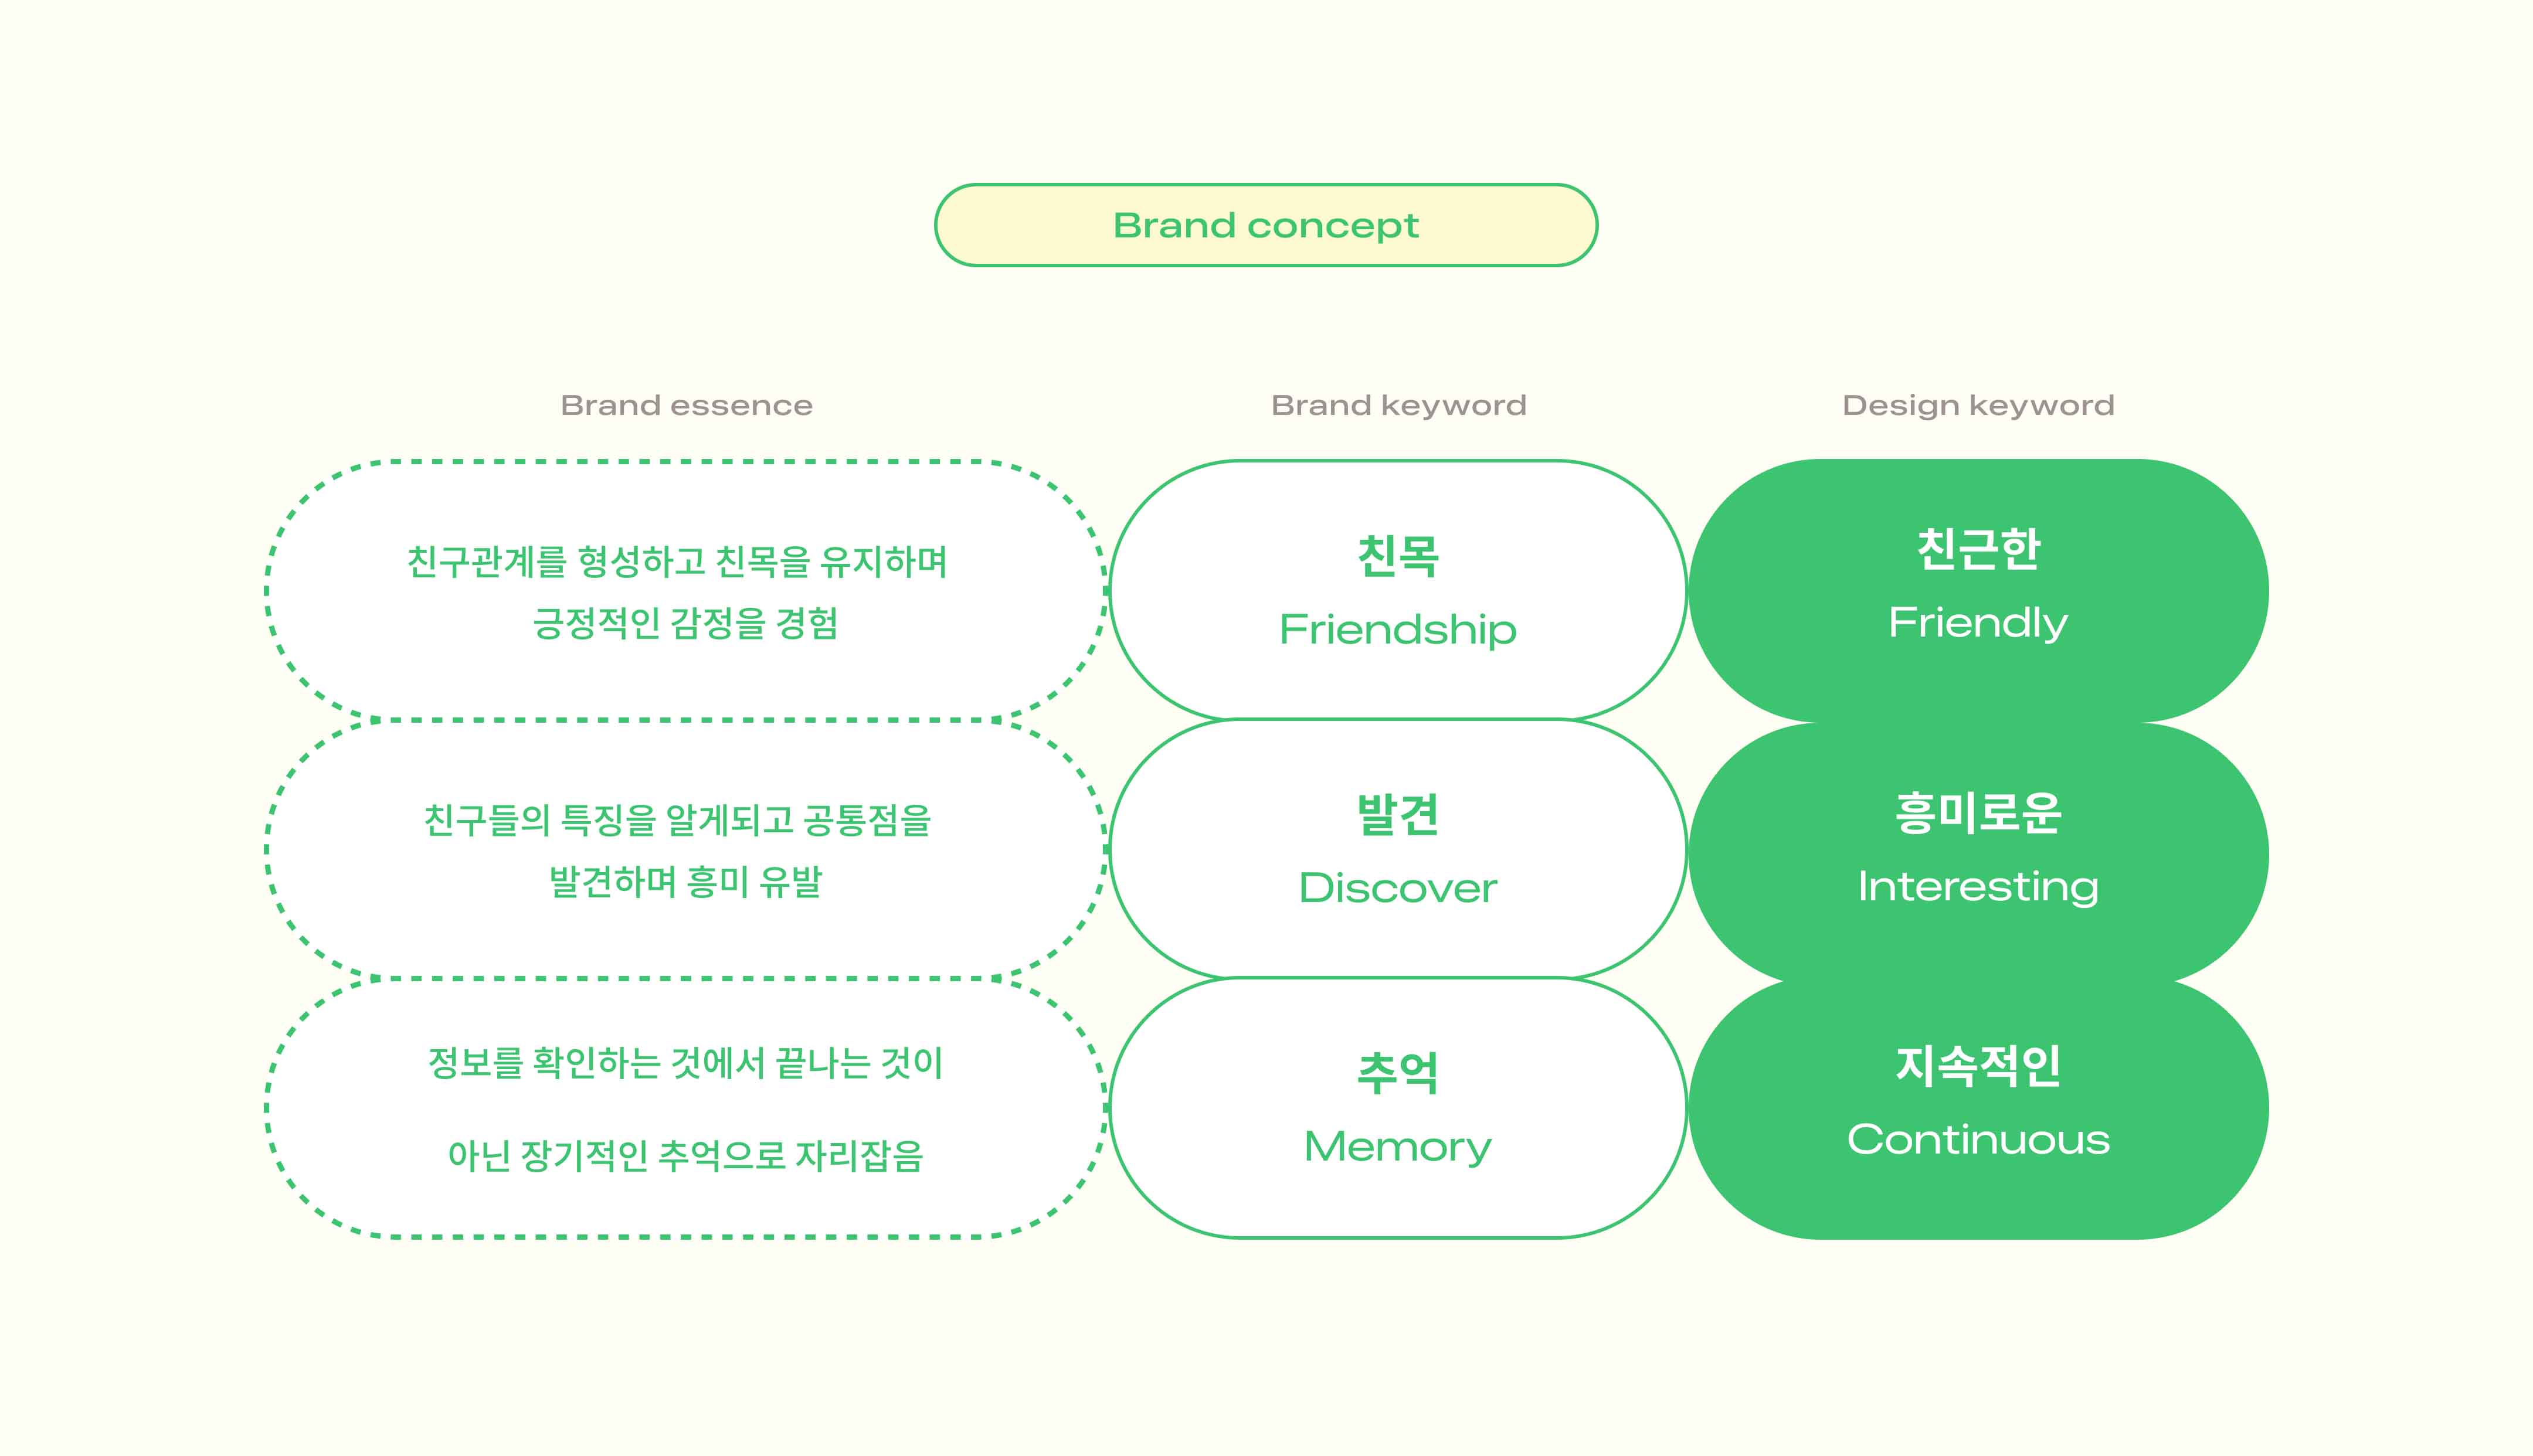 Brand concept
Brand essence
Brand keyword
Design keyword
친구관계를 형성하고 친목을 유지하며
긍정적인 감정을 경험
친목
Friendship
친근한
Friendly
친구들의 특징을 알게되고 공통점을
발견하며 흥미 유발
발견
Discover
흥미로운
Interesting
정보를 확인하는 것에서 끝나는 것이
아닌 장기적인 추억으로 자리잡음
추억
Memory
지속적인
Continuous